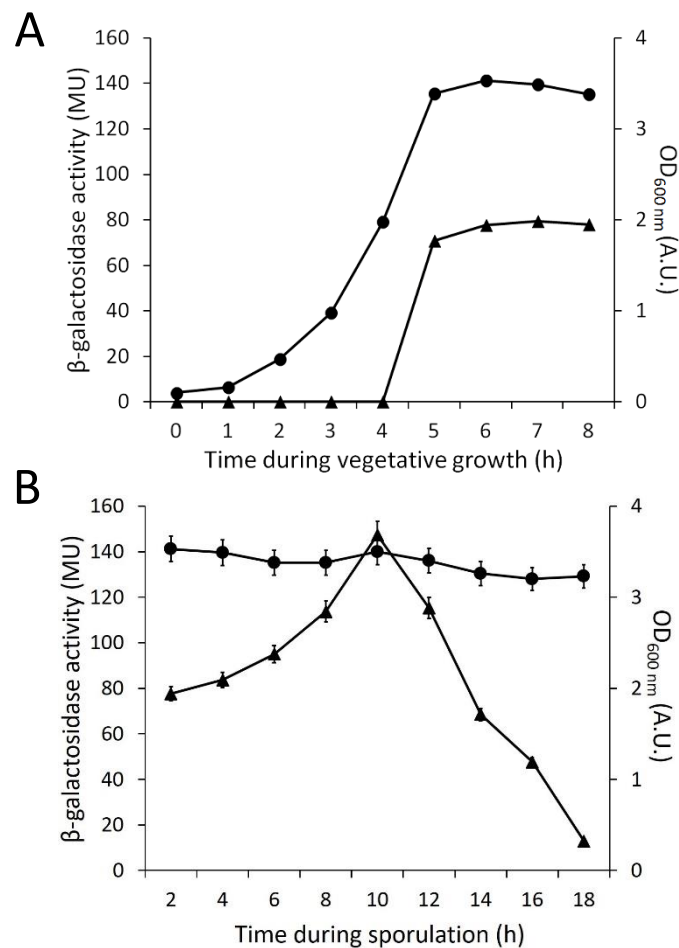 A
160
140
120
100
80
60
40
20
0
β-galactosidase activity (MU)
4
3
2
1
0
OD600 nm (A.U.)
0 1 2 3 4 5 6 7 8
Time during vegetative growth (h)
B
160
140
120
100
80
60
40
20
0
β-galactosidase activity (MU)
4
3
2
1
0
OD600 nm (A.U.)
2 4 6 8 10 12 14 16 18
Time during sporulation (h)